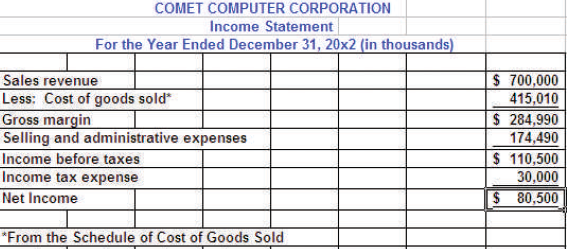 COMET COMPUTER CORPORATION
Income Statement
For the Year Ended December 31, 20x2 (in thousands)
Sales revenue $ 700,000
Less: Cost of goods sold* 415,010
Gross margin $ 284,990
Selling and administrative expenses 174,490
Income before taxes $ 110,500
Income tax expense 30,000
Net Income $ 80,500
*From the Schedule of Cost of Goods Sold